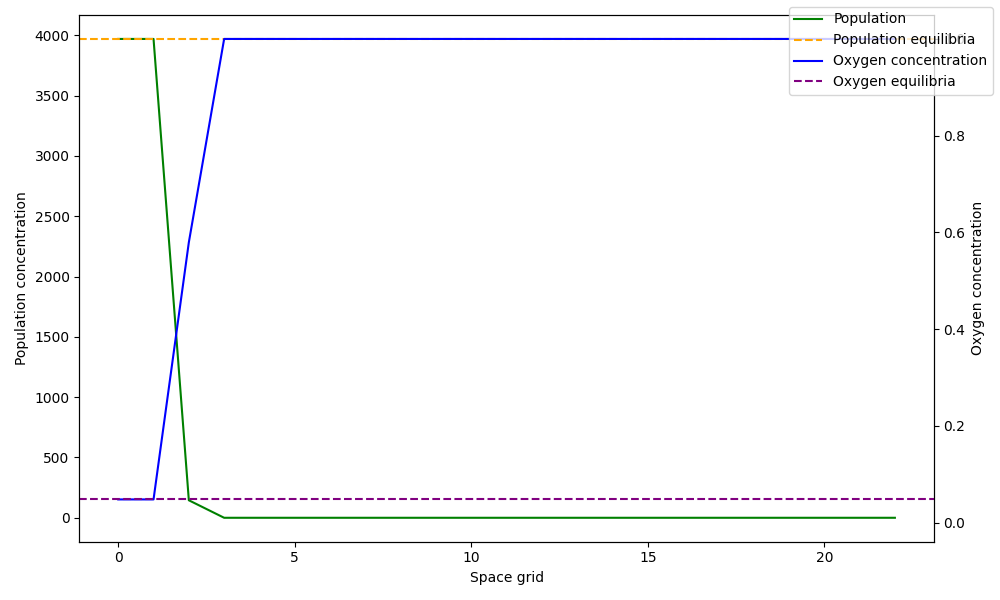 Population
Population equilibria
Oxygen concentration
Oxygen equilibria
4000
3500
3000
2500
2000
1500
1000
500
0
Population concentration
0.8
0.6
0.4
0.2
0.0
Oxygen concentration
0
5
10
15
20
Space grid